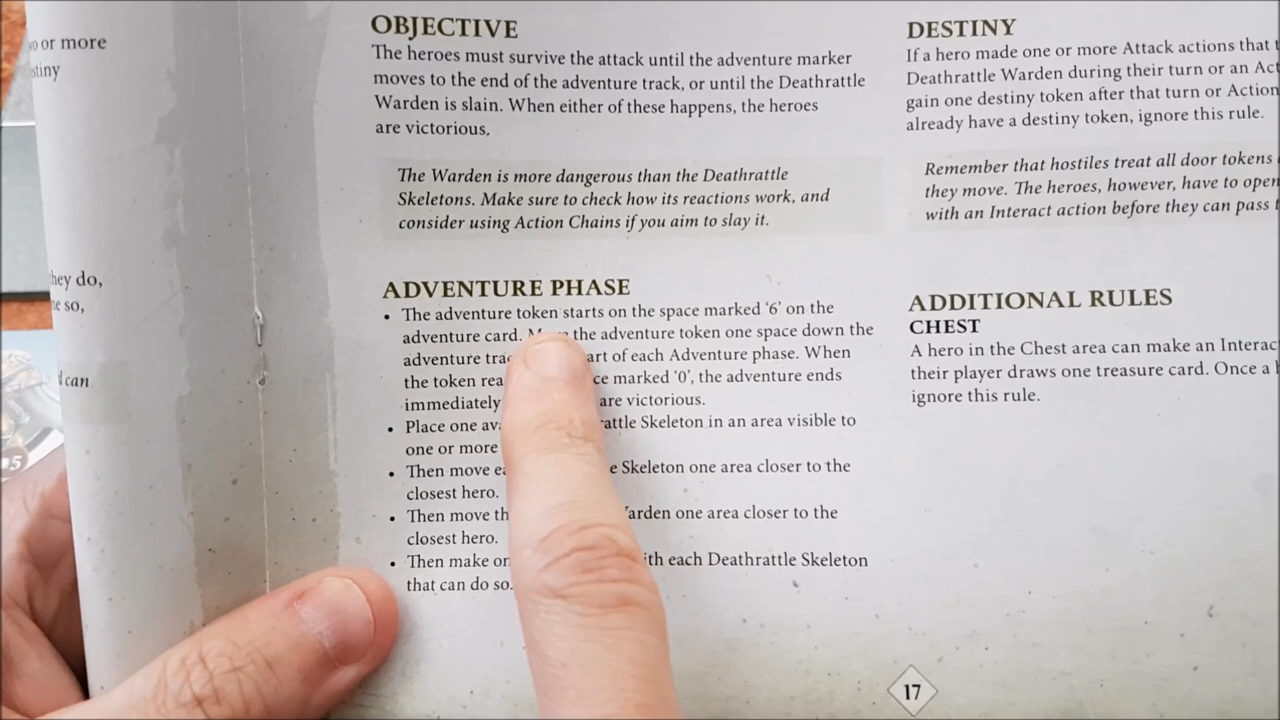 or more
stiny
hey do,
e so,
d can
5
OBJECTIVE
The heroes must survive the attack until the adventure marker
moves to the end of the adventure track, or until the Deathrattle
Warden is slain. When either of these happens, the heroes
are victorious,
The Warden is more dangerous than the Deathrattle
Skeletons. Make sure to check how its reactions work, and
consider using Action Chains if you aim to slay it.
ADVENTURE PHASE
• The adventure token starts on the space marked ‘6’ on the
adventure card. the adventure token one space down the
adventure art of each Adventure phase. When
the token marked ‘0’, the adventure ends
immediately are victorious.
• Place one attle Skeleton in an area visible to
one or more
• Then move Skeleton one area closer to the
closest hero.
• Then move arden one area closer to the
closest hero.
• Then make ith each Deathrattle Skeleton
that can do so.
DESTINY
If a hero made one or more Attack actions that
Deathrattle Warden during their turn or an Act
gain one destiny token after that turn or Action
already have a destiny token, ignore this rule.
Remember that hostiles treat all door tokens
they move. The heroes, however, have to open
with an Interact action before they can pass
ADDITIONAL RULES
CHEST
A hero in the Chest area can make an Interac
their player draws one treasure card. Once a
ignore this rule.
17